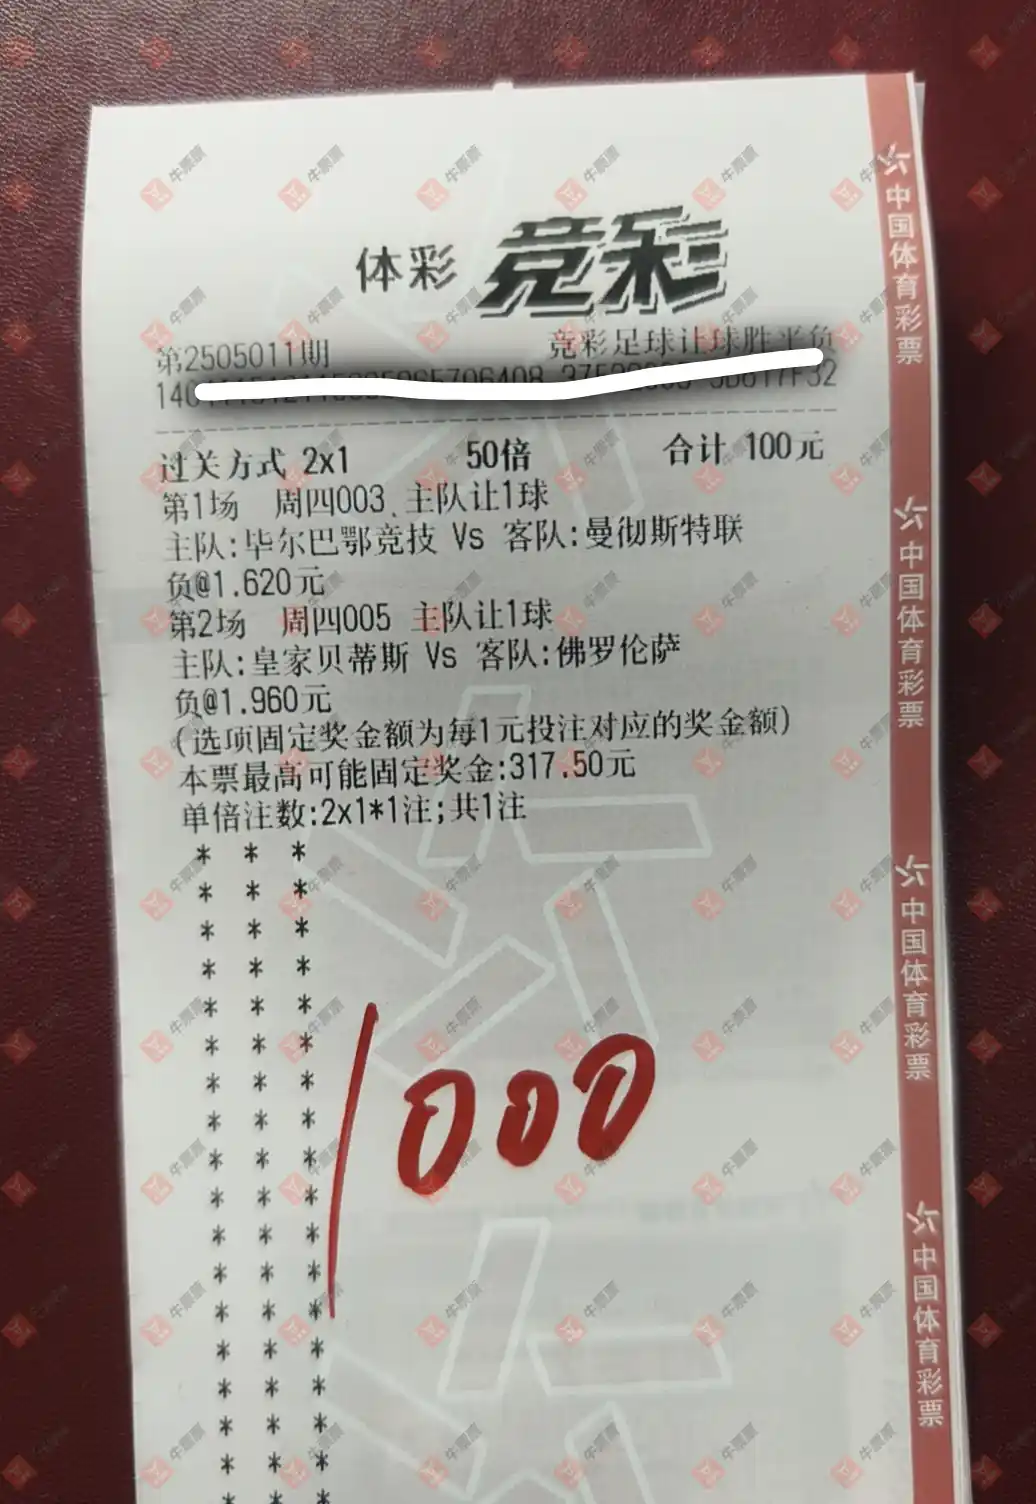 体彩 竞彩
第2505011期 竞彩足球让球胜平负
过关方式 2x1 50倍 合计 100元
第1场 周四003 主队让1球
主队:毕尔巴鄂竞技 Vs 客队:曼彻斯特联
负@1.620元
第2场 周四005 主队让1球
主队:皇家贝蒂斯 Vs 客队:佛罗伦萨
负@1.960元
(选项固定奖金额为每1元投注对应的奖金额)
本票最高可能固定奖金:317.50元
单倍注数:2x1*1注;共1注
1000
中国体育彩票
中国体育彩票
中国体育彩票
中国体育彩票
牛票票